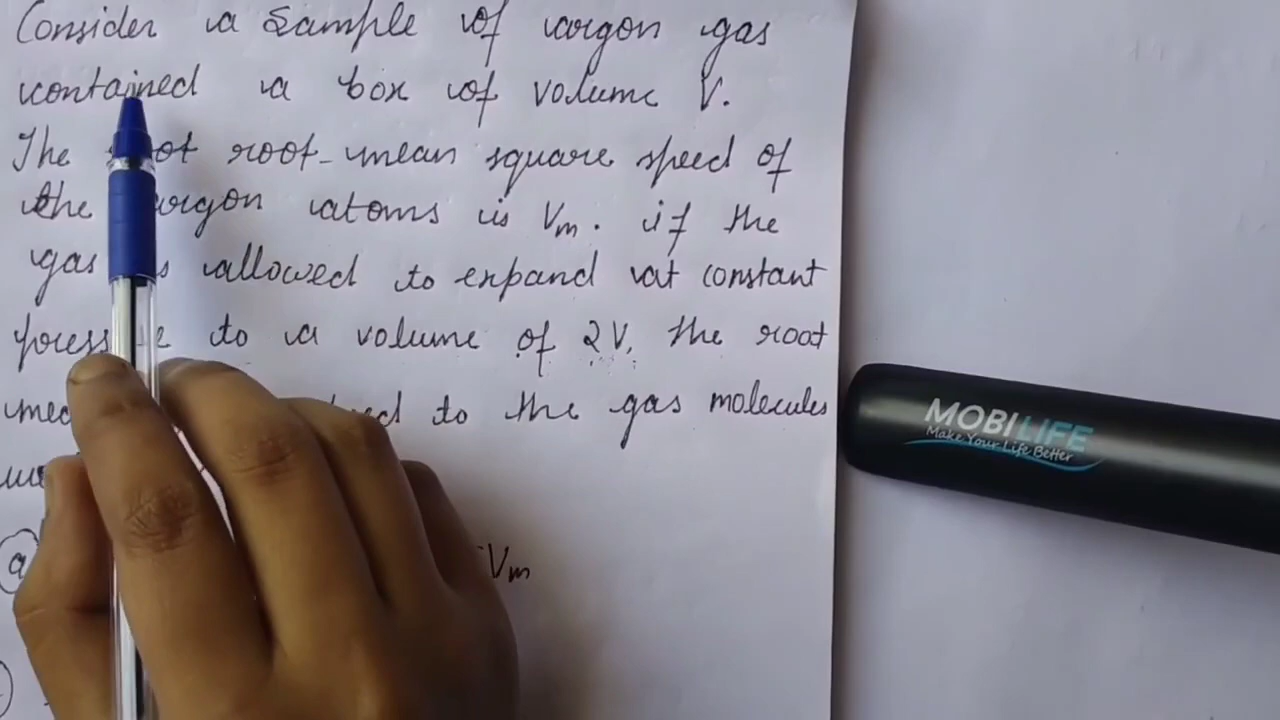 Consider a sample of argon gas
contained a box of volume V.
The root-mean square speed of
the argon atoms is Vm. if the
gas allowed to expand at constant
to a volume of 2V, the root
to the gas molecules
a
Vm
MOBILIFE
Make Your Life Better